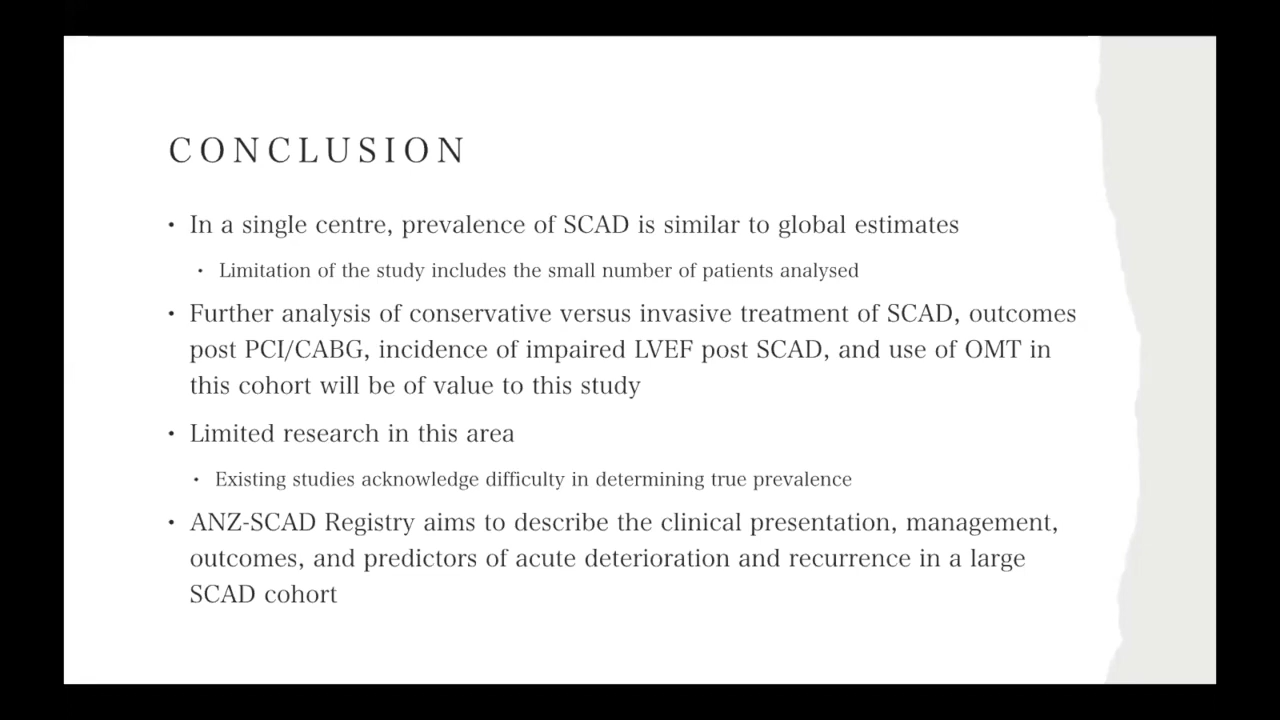 CONCLUSION
• In a single centre, prevalence of SCAD is similar to global estimates
• Limitation of the study includes the small number of patients analysed
• Further analysis of conservative versus invasive treatment of SCAD, outcomes
post PCI/CABG, incidence of impaired LVEF post SCAD, and use of OMT in
this cohort will be of value to this study
• Limited research in this area
• Existing studies acknowledge difficulty in determining true prevalence
• ANZ-SCAD Registry aims to describe the clinical presentation, management,
outcomes, and predictors of acute deterioration and recurrence in a large
SCAD cohort